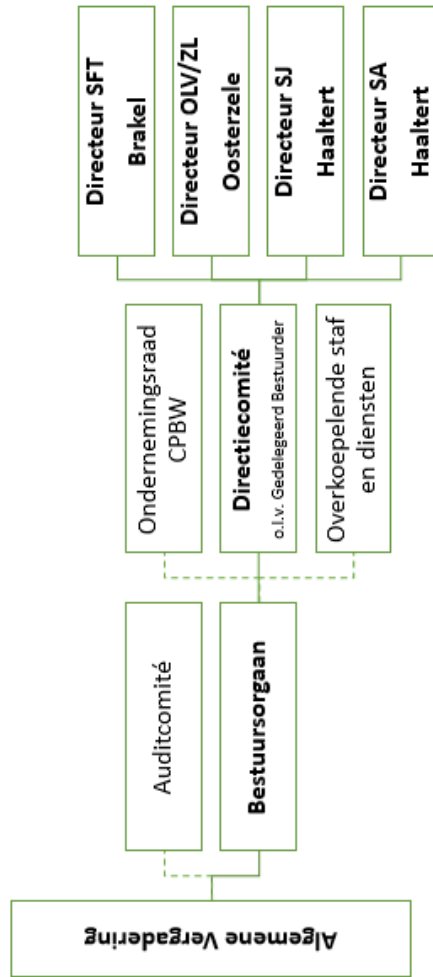 Algemene Vergadering
Auditcomité
Bestuursorgaan
Ondernemingsraad
CPBW
Directiecomité
o.l.v. Gedelegeerd Bestuurder
Overkoepelende staf
en diensten
Directeur SFT
Brakel
Directeur OLV/ZL
Oosterzele
Directeur SJ
Haaltert
Directeur SA
Haaltert